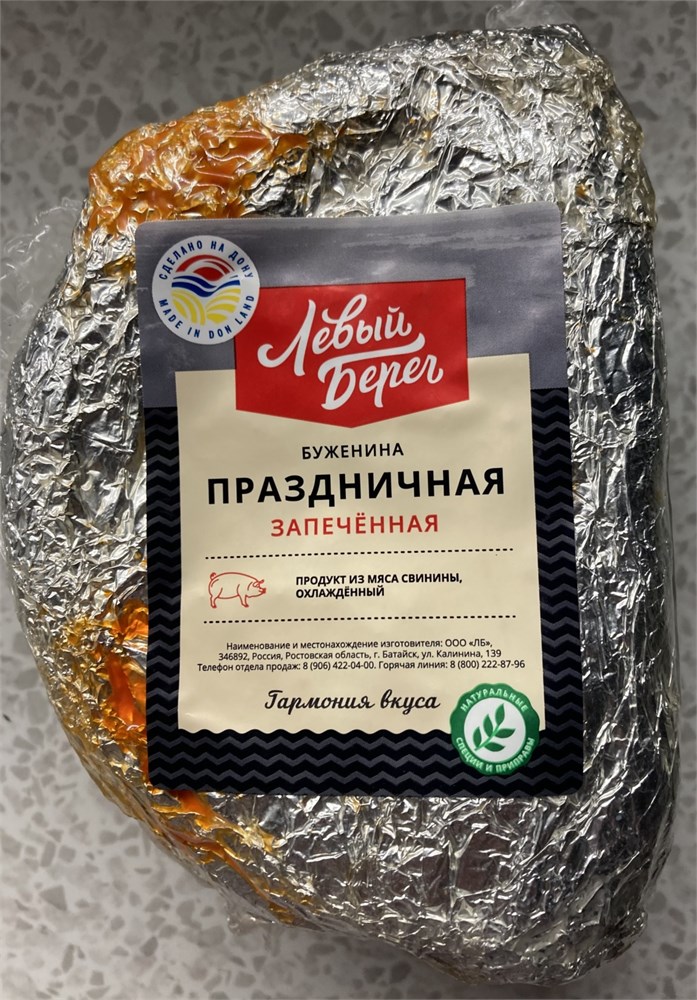 СДЕЛАНО НА ДОНУ
MADE IN DON LAND
Левый
Берег
БУЖЕНИНА
ПРАЗДНИЧНАЯ
ЗАПЕЧЁННАЯ
ПРОДУКТ ИЗ МЯСА СВИНИНЫ,
ОХЛАЖДЁННЫЙ
Наименование и местонахождение изготовителя: ООО «ЛБ»,
346892, Россия, Ростовская область, г. Батайск, ул. Калинина, 139
Телефон отдела продаж: 8 (906) 422-04-00. Горячая линия: 8 (800) 222-87-96
Гармония вкуса
НАТУРАЛЬНЫЕ
СПЕЦИИ И ПРИПРАВЫ